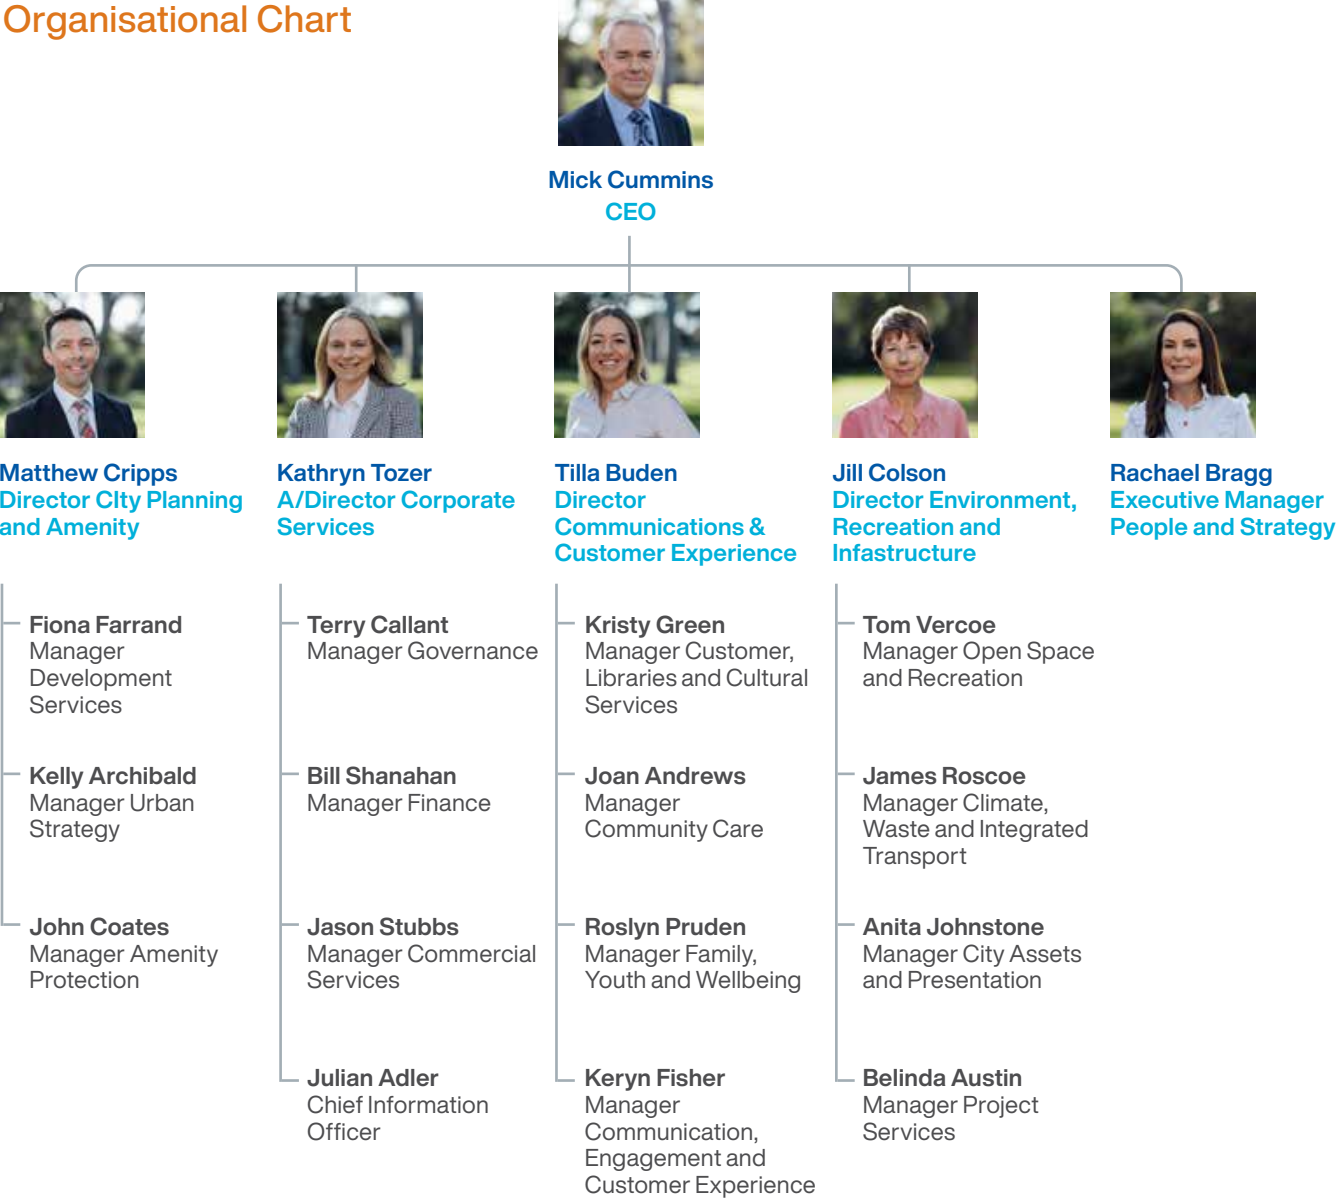 Organisational Chart
Mick Cummins
CEO
Matthew Cripps
Director CIty Planning
and Amenity
Kathryn Tozer
A/Director Corporate
Services
Tilla Buden
Director
Communications &
Customer Experience
Jill Colson
Director Environment,
Recreation and
Infastructure
Rachael Bragg
Executive Manager
People and Strategy
Fiona Farrand
Manager
Development
Services
Kelly Archibald
Manager Urban
Strategy
John Coates
Manager Amenity
Protection
Terry Callant
Manager Governance
Bill Shanahan
Manager Finance
Jason Stubbs
Manager Commercial
Services
Julian Adler
Chief Information
Officer
Kristy Green
Manager Customer,
Libraries and Cultural
Services
Joan Andrews
Manager
Community Care
Roslyn Pruden
Manager Family,
Youth and Wellbeing
Keryn Fisher
Manager
Communication,
Engagement and
Customer Experience
Tom Vercoe
Manager Open Space
and Recreation
James Roscoe
Manager Climate,
Waste and Integrated
Transport
Anita Johnstone
Manager City Assets
and Presentation
Belinda Austin
Manager Project
Services